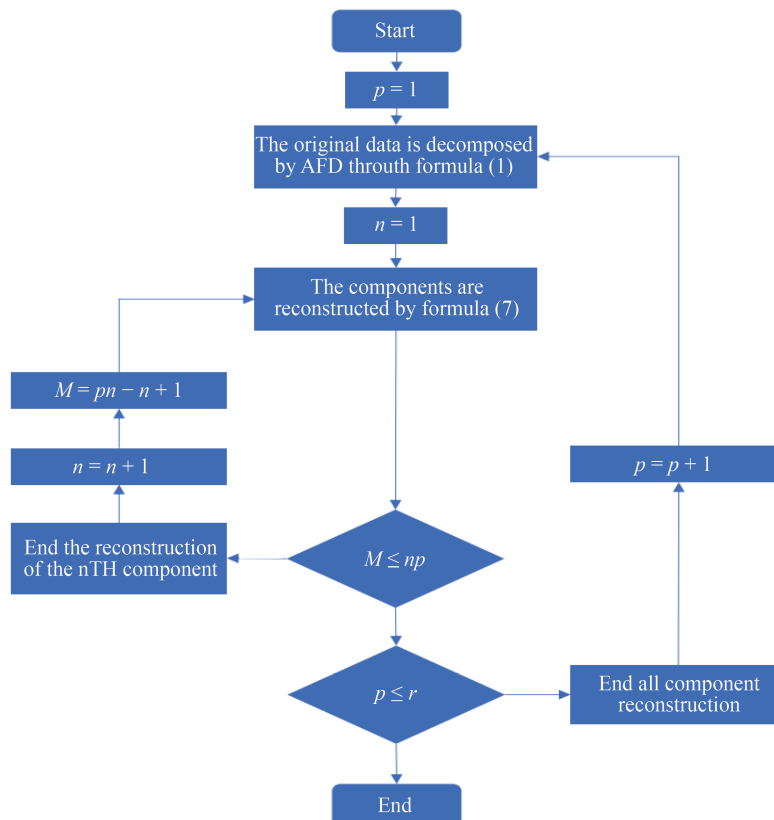 Start
p = 1
The original data is decomposed
by AFD throuth formula (1)
n = 1
The components are
reconstructed by formula (7)
M = pn − n + 1
n = n + 1
p = p + 1
End the reconstruction
of the nTH component
M ≤ np
p ≤ r
End all component
reconstruction
End